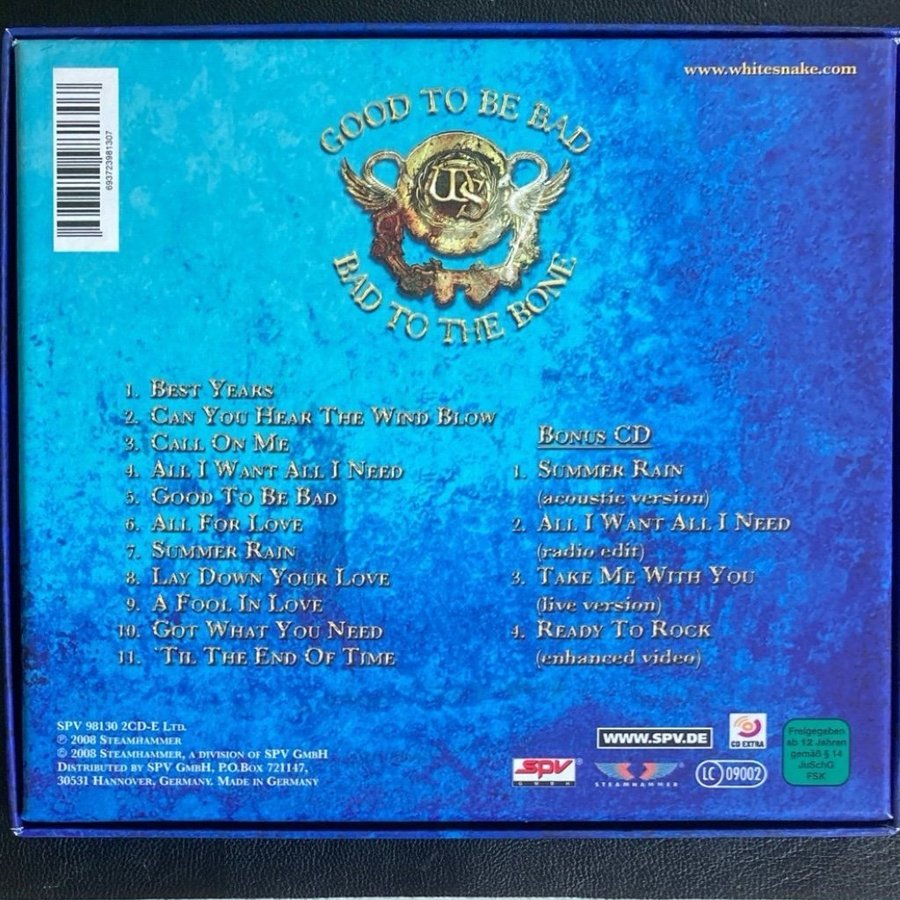 www.whitesnake.com
693723981307
GOOD TO BE BAD
WS
BAD TO THE BONE
1. BEST YEARS
2. CAN YOU HEAR THE WIND BLOW
3. CALL ON ME
4. ALL I WANT ALL I NEED
5. GOOD TO BE BAD
6. ALL FOR LOVE
7. SUMMER RAIN
8. LAY DOWN YOUR LOVE
9. A FOOL IN LOVE
10. GOT WHAT YOU NEED
11. 'TIL THE END OF TIME
BONUS CD
1. SUMMER RAIN
(acoustic version)
2. ALL I WANT ALL I NEED
(radio edit)
3. TAKE ME WITH YOU
(live version)
4. READY TO ROCK
(enhanced video)
SPV 98130 2CD-E LTD.
℗ 2008 STEAMHAMMER
© 2008 STEAMHAMMER, A DIVISION OF SPV GMBH
DISTRIBUTED BY SPV GMBH, P.O.BOX 721147,
30531 HANNOVER, GERMANY. MADE IN GERMANY
WWW.SPV.DE
CD EXTRA
SPV®
GMBH
STEAMHAMMER
LC 09002
Freigegeben
ab 12 Jahren
gemäß § 14
JuSchG
FSK